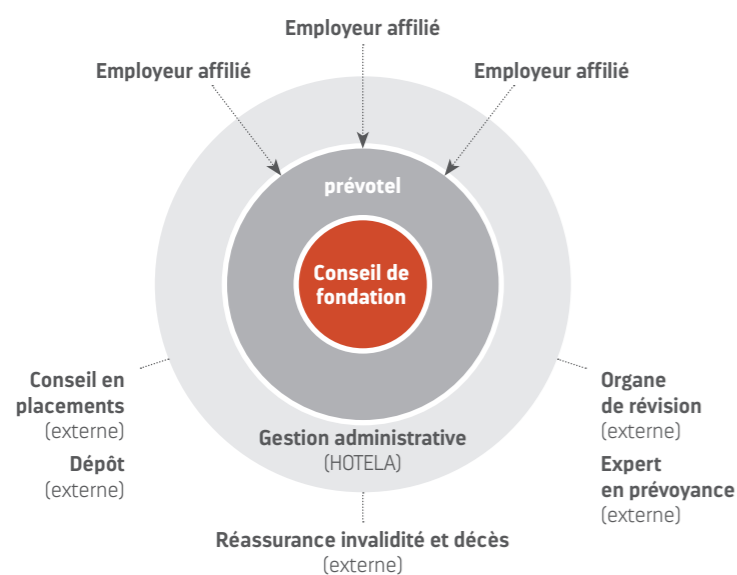 Employeur affilié
Employeur affilié
Employeur affilié
prévotel
Conseil de
fondation
Conseil en
placements
(externe)
Dépôt
(externe)
Gestion administrative
(HOTELA)
Organe
de révision
(externe)
Expert
en prévoyance
(externe)
Réassurance invalidité et décès
(externe)